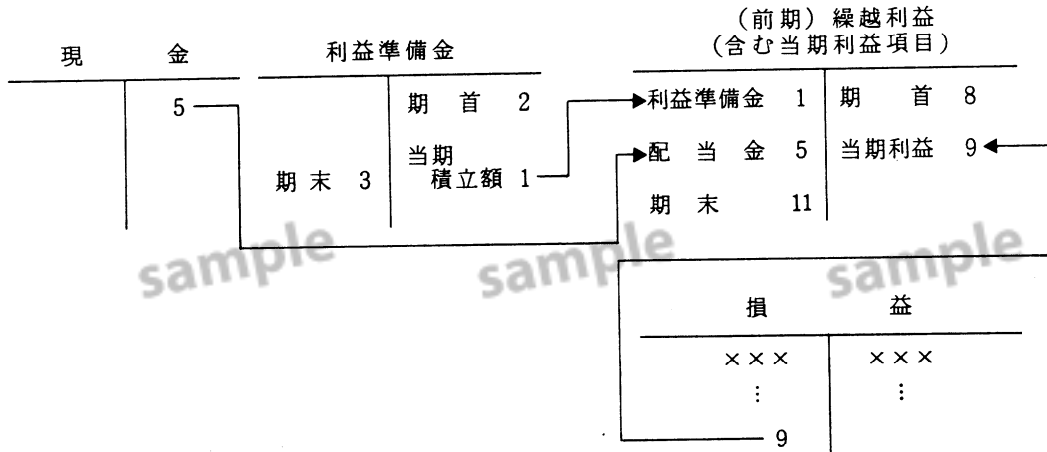 現 金
5
利益準備金
期 首 2
当期
積立額 1
期 末 3
(前期) 繰越利益
(含む当期利益項目)
利益準備金 1 期 首 8
配 当 金 5 当期利益 9
期 末 11
sample sample sample
損 益
××× ×××
⋮ ⋮
9